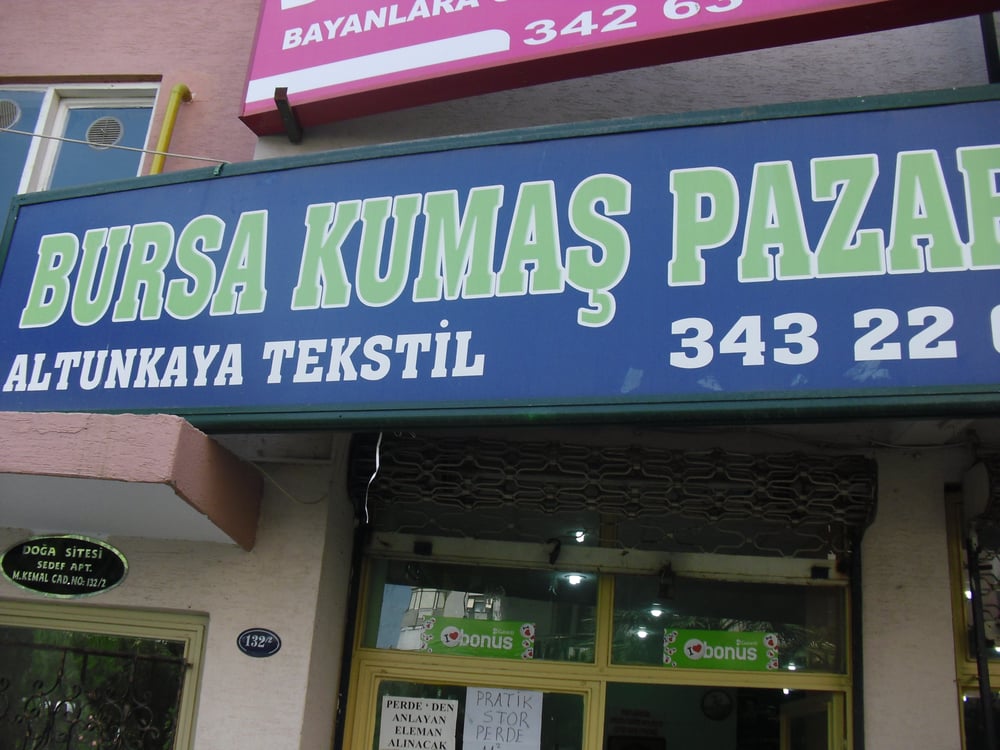 BAYANLARA
342 63
BURSA KUMAŞ
ALTUNKAYA TEKSTİL
343 22
DOĞA SİTESİ
SEDEF APT.
M.KEMAL CAD. NO: 132/2
132/2
I bonus
I bonus
PERDE'DEN
ANLAYAN
ELEMAN
ALINACAK
PRATİK
STOR
PERDE